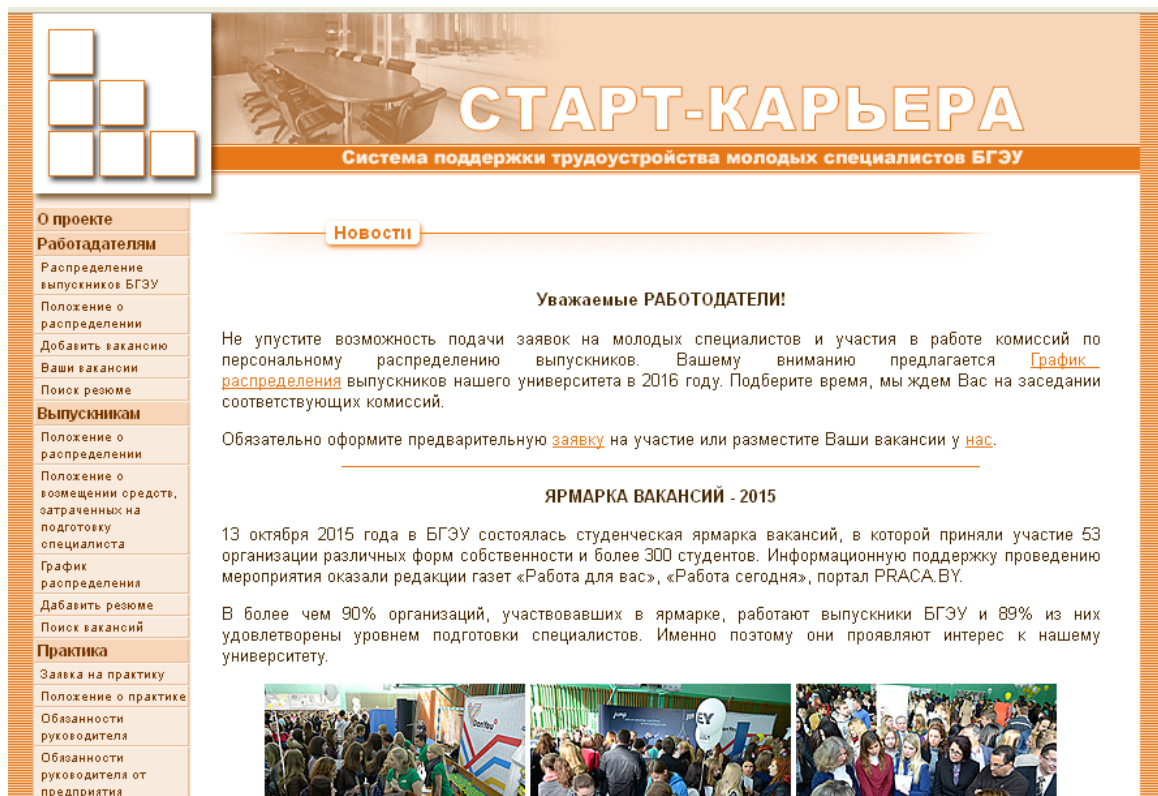 СТАРТ-КАРЬЕРА
Система поддержки трудоустройства молодых специалистов БГЭУ
О проекте
Работадателям
Распределение
выпускников БГЭУ
Положение о
распределении
Добавить вакансию
Ваши вакансии
Поиск резюме
Выпускникам
Положение о
распределении
Положение о
возмещении средств,
затраченных на
подготовку
специалиста
График
распределения
Дабавить резюме
Поиск вакансий
Практика
Заявка на практику
Положение о практике
Обязанности
руководителя
Обязанности
руководителя от
предприятия
Новости
Уважаемые РАБОТОДАТЕЛИ!
Не упустите возможность подачи заявок на молодых специалистов и участия в работе комиссий по
персональному распределению выпускников. Вашему вниманию предлагается График
распределения выпускников нашего университета в 2016 году. Подберите время, мы ждем Вас на заседании
соответствующих комиссий.
Обязательно оформите предварительную заявку на участие или разместите Ваши вакансии у нас.
ЯРМАРКА ВАКАНСИЙ - 2015
13 октября 2015 года в БГЭУ состоялась студенческая ярмарка вакансий, в которой приняли участие 53
организации различных форм собственности и более 300 студентов. Информационную поддержку проведению
мероприятия оказали редакции газет «Работа для вас», «Работа сегодня», портал PRACA.BY.
В более чем 90% организаций, участвовавших в ярмарке, работают выпускники БГЭУ и 89% из них
удовлетворены уровнем подготовки специалистов. Именно поэтому они проявляют интерес к нашему
университету.
EY